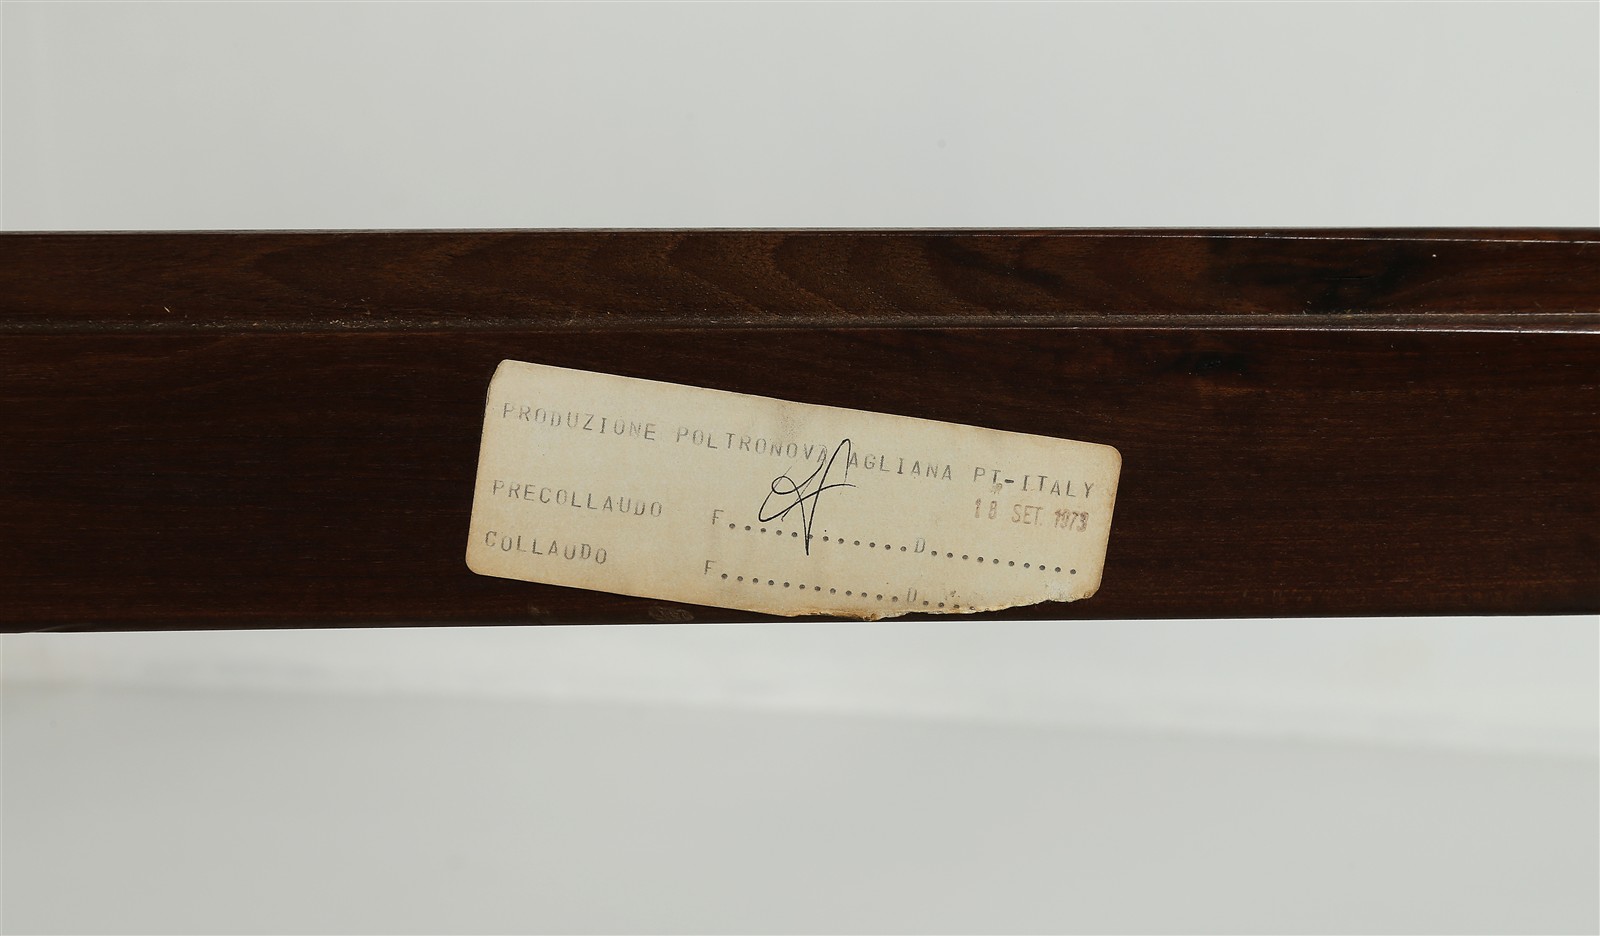 PRODUZIONE POLTRONOVA AGLIANA PT-ITALY
18 SET. 1973
PRECOLLAUDO F............D..........
COLLAUDO F............D....